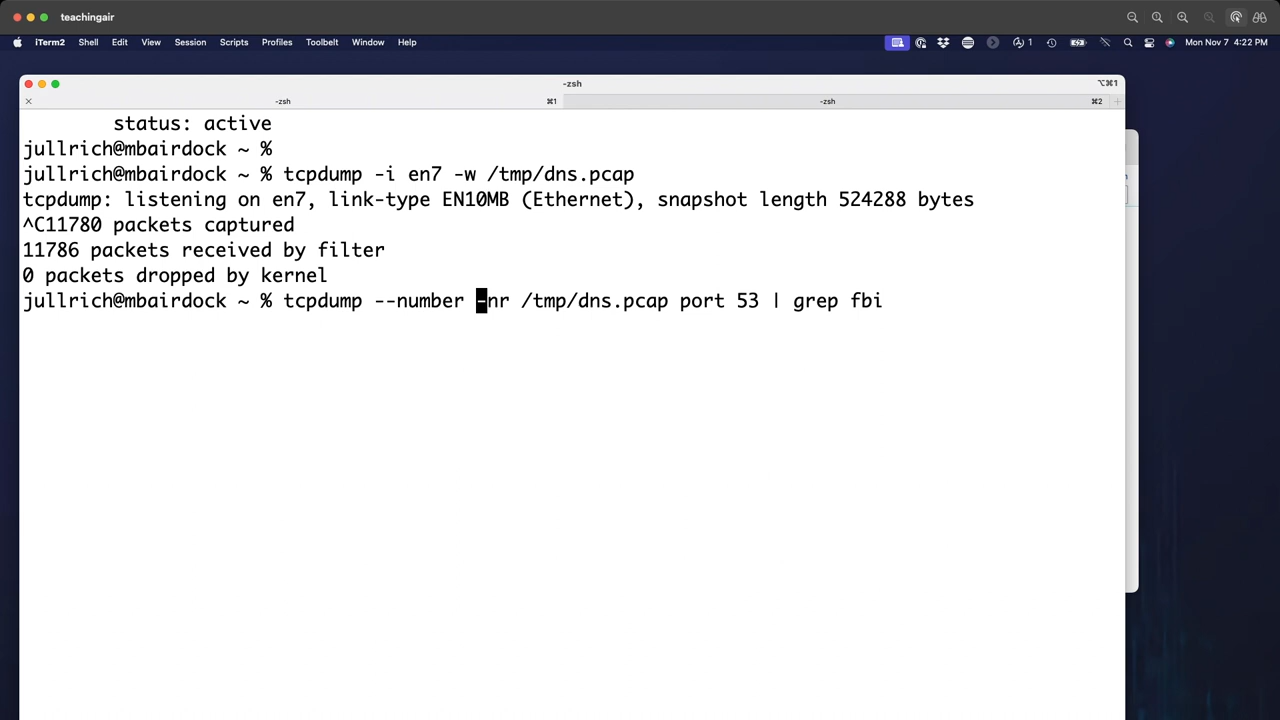 teachingair
iTerm2 Shell Edit View Session Scripts Profiles Toolbelt Window Help 1 Mon Nov 7 4:22 PM
-zsh ⌥⌘1
-zsh ⌘1 -zsh ⌘2
status: active
jullrich@mbairdock ~ %
jullrich@mbairdock ~ % tcpdump -i en7 -w /tmp/dns.pcap
tcpdump: listening on en7, link-type EN10MB (Ethernet), snapshot length 524288 bytes
^C11780 packets captured
11786 packets received by filter
0 packets dropped by kernel
jullrich@mbairdock ~ % tcpdump --number -nr /tmp/dns.pcap port 53 | grep fbi